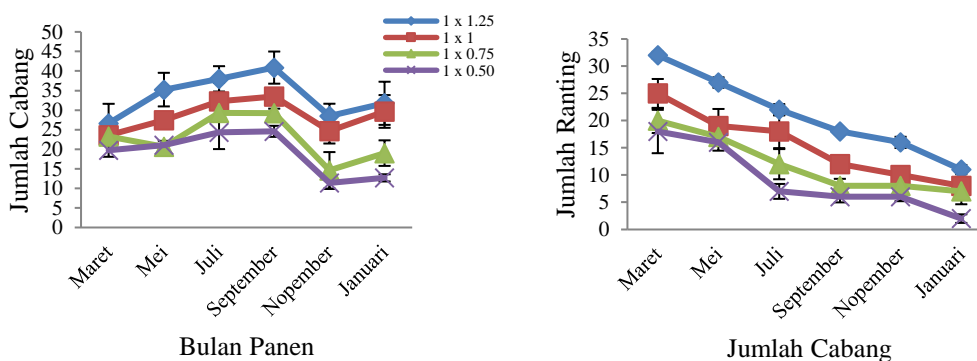 Jumlah Cabang
50
45
40
35
30
25
20
15
10
5
0
Maret
Mei
Juli
September
Nopember
Januari
Bulan Panen
1 x 1.25
1 x 1
1 x 0.75
1 x 0.50
Jumlah Ranting
35
30
25
20
15
10
5
0
Maret
Mei
Juli
September
Nopember
Januari
Jumlah Cabang